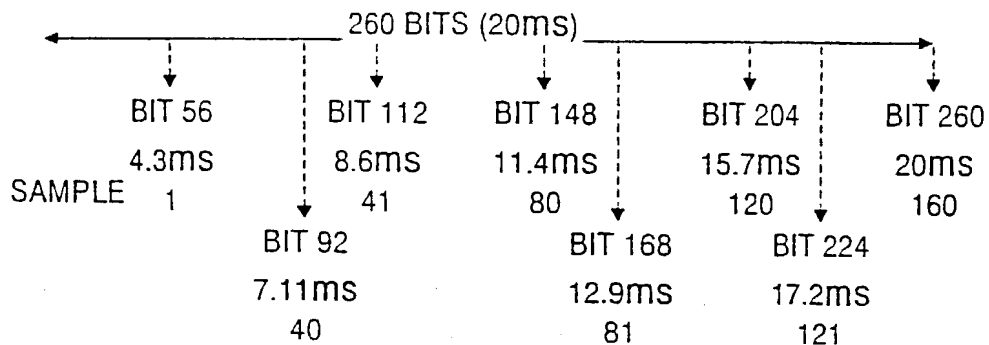 260 BITS (20ms)
BIT 56 BIT 112 BIT 148 BIT 204 BIT 260
4.3ms 8.6ms 11.4ms 15.7ms 20ms
SAMPLE 1 41 80 120 160
BIT 92 BIT 168 BIT 224
7.11ms 12.9ms 17.2ms
40 81 121